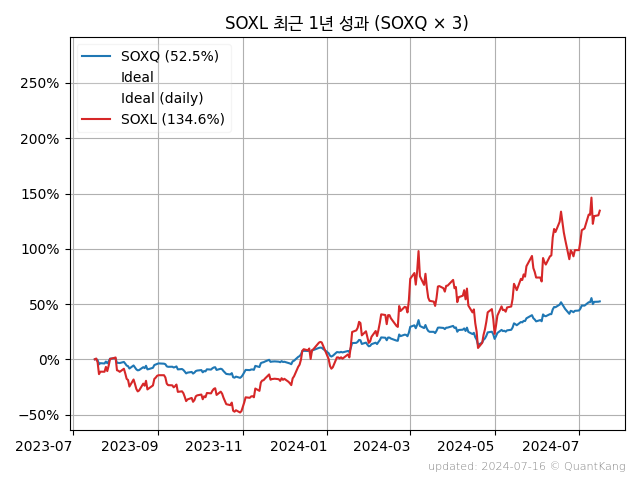 SOXL 최근 1년 성과 (SOXQ × 3)
SOXQ (52.5%)
Ideal
Ideal (daily)
SOXL (134.6%)
250%
200%
150%
100%
50%
0%
−50%
2023-07 2023-09 2023-11 2024-01 2024-03 2024-05 2024-07
updated: 2024-07-16 © QuantKang